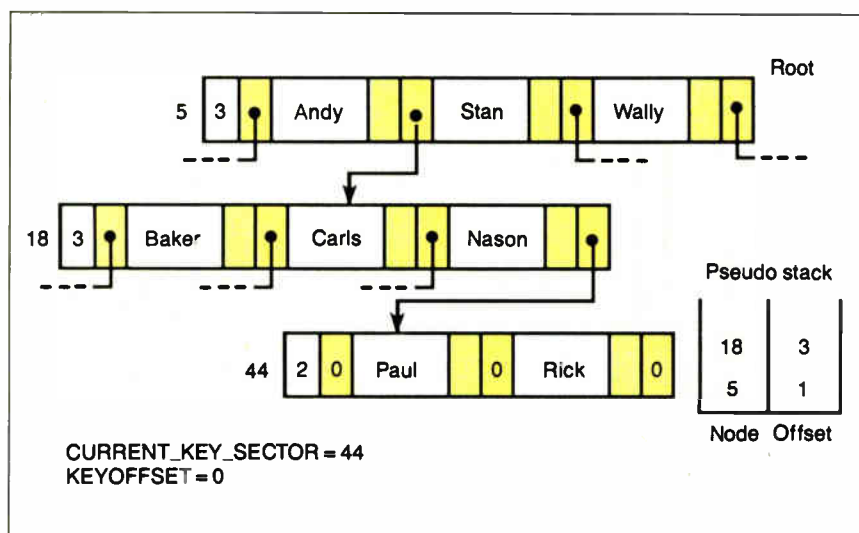 Root
5 3 Andy Stan Wally
18 3 Baker Carls Nason
Pseudo stack
18 3
5 1
Node Offset
44 2 0 Paul 0 Rick 0
CURRENT_KEY_SECTOR = 44
KEYOFFSET = 0